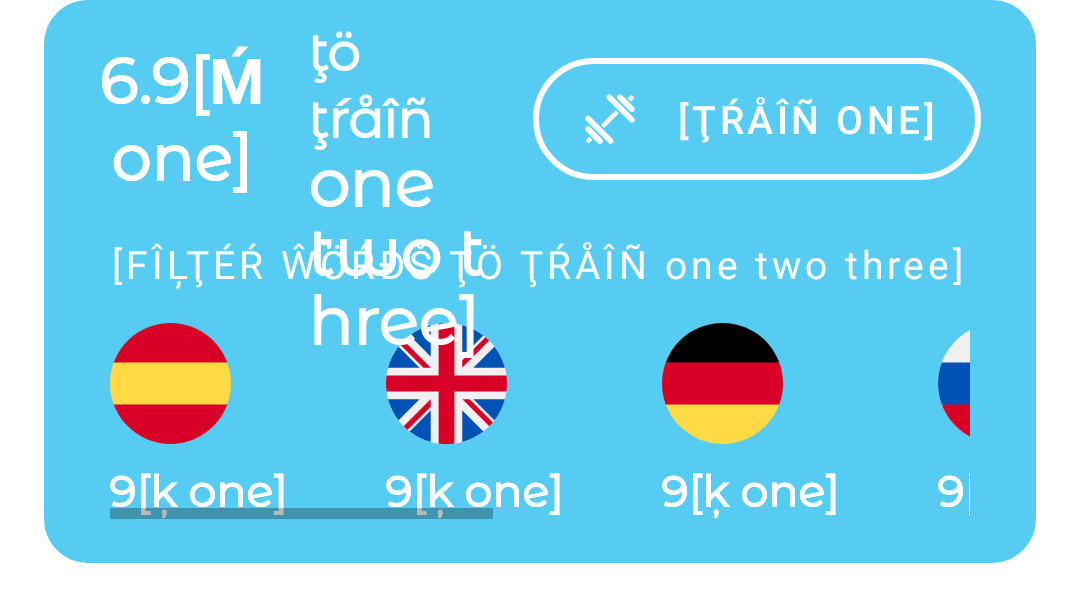 6.9[Ḿ
one]
ţö
ţŕåîñ
one
two t
hree]
[ŢŔÅÎÑ ONE]
[FÎĻŢÉŔ ŴÖŔÐŠ ŢÖ ŢŔÅÎÑ one two three]
9[ķ one]
9[ķ one]
9[ķ one]
9[